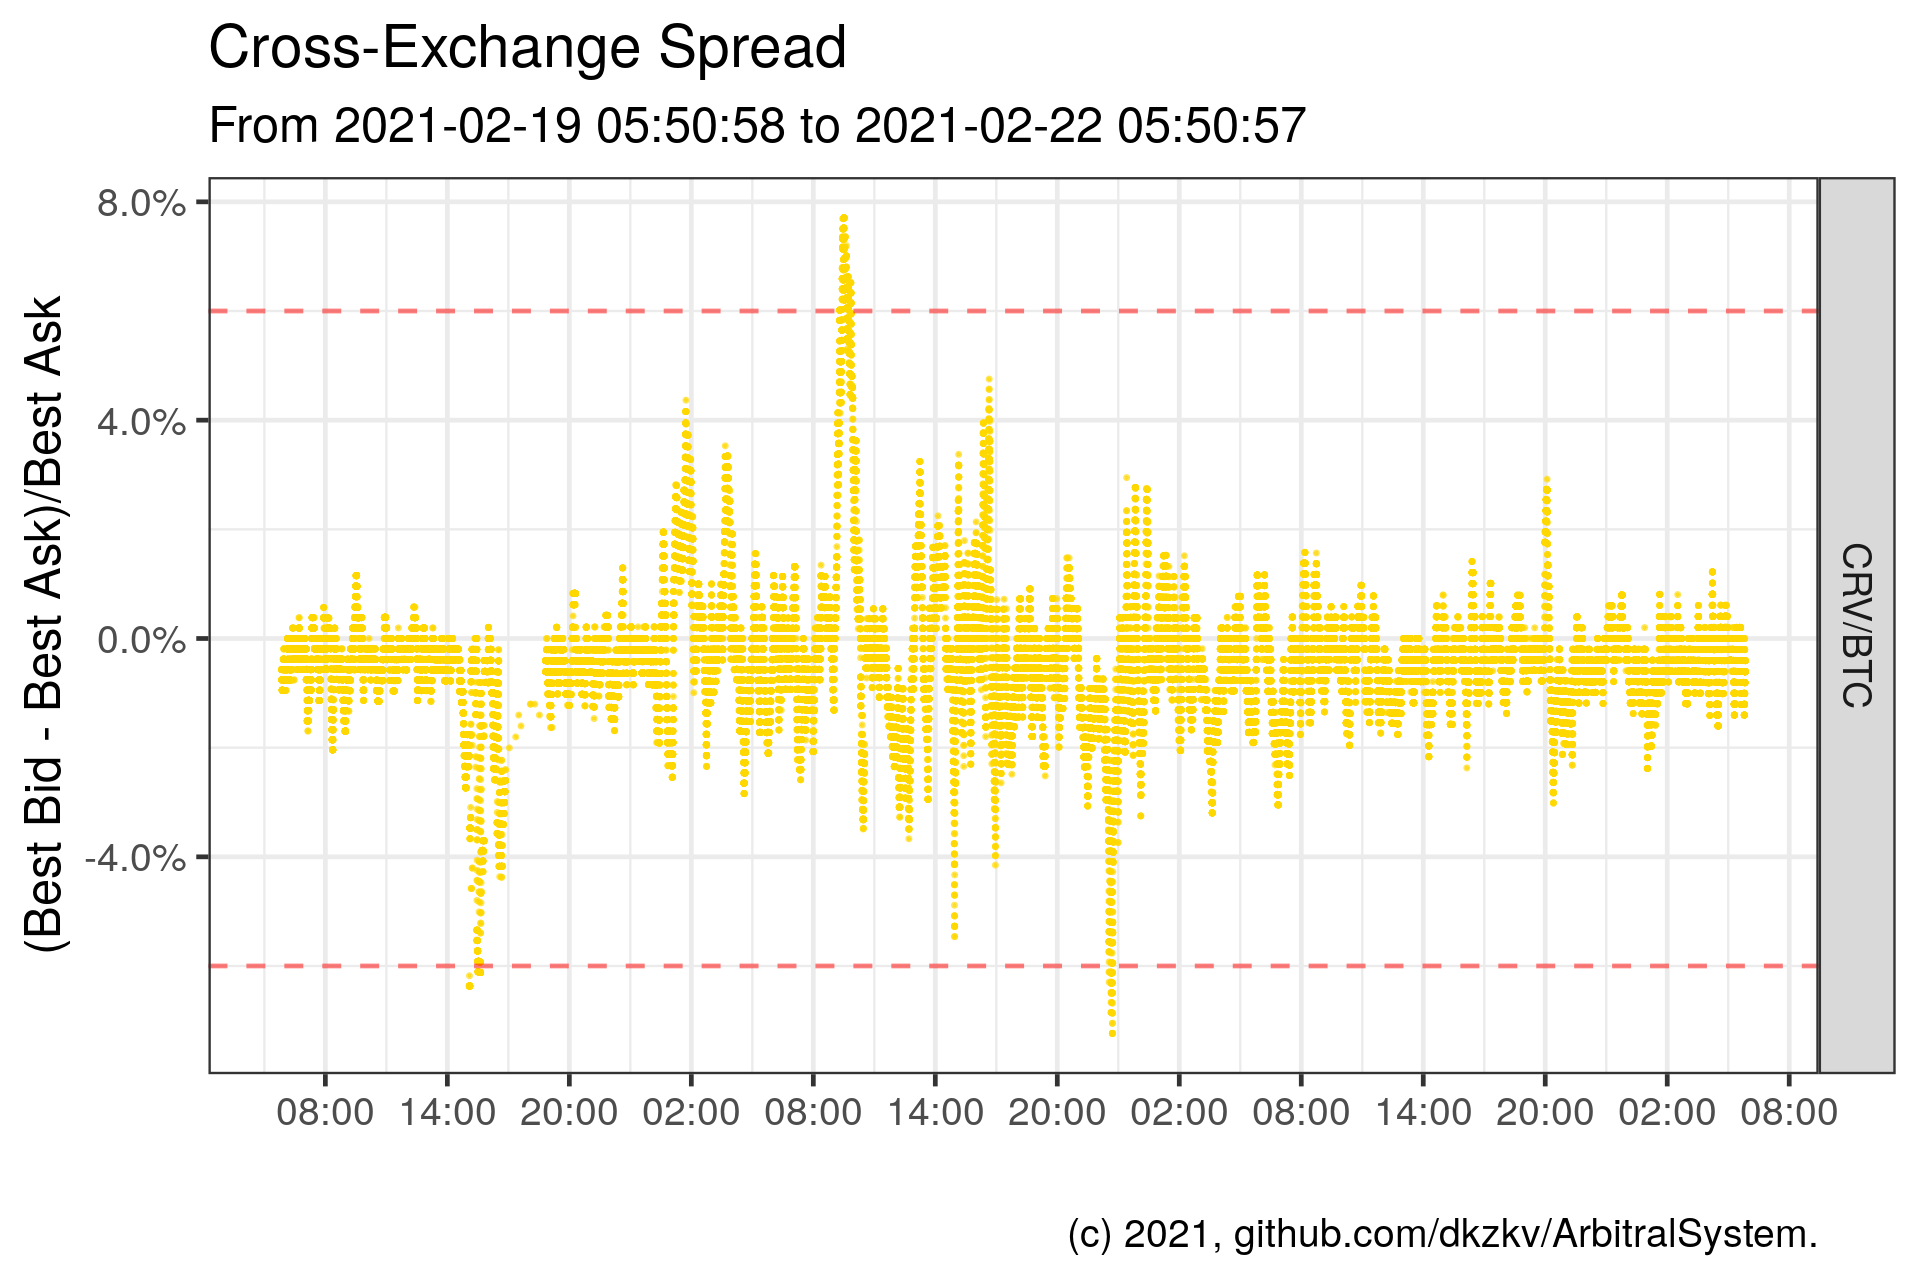 Cross-Exchange Spread
From 2021-02-19 05:50:58 to 2021-02-22 05:50:57
(Best Bid - Best Ask)/Best Ask
8.0%
4.0%
0.0%
-4.0%
CRV/BTC
08:00 14:00 20:00 02:00 08:00 14:00 20:00 02:00 08:00 14:00 20:00 02:00 08:00
(c) 2021, github.com/dkzkv/ArbitralSystem.